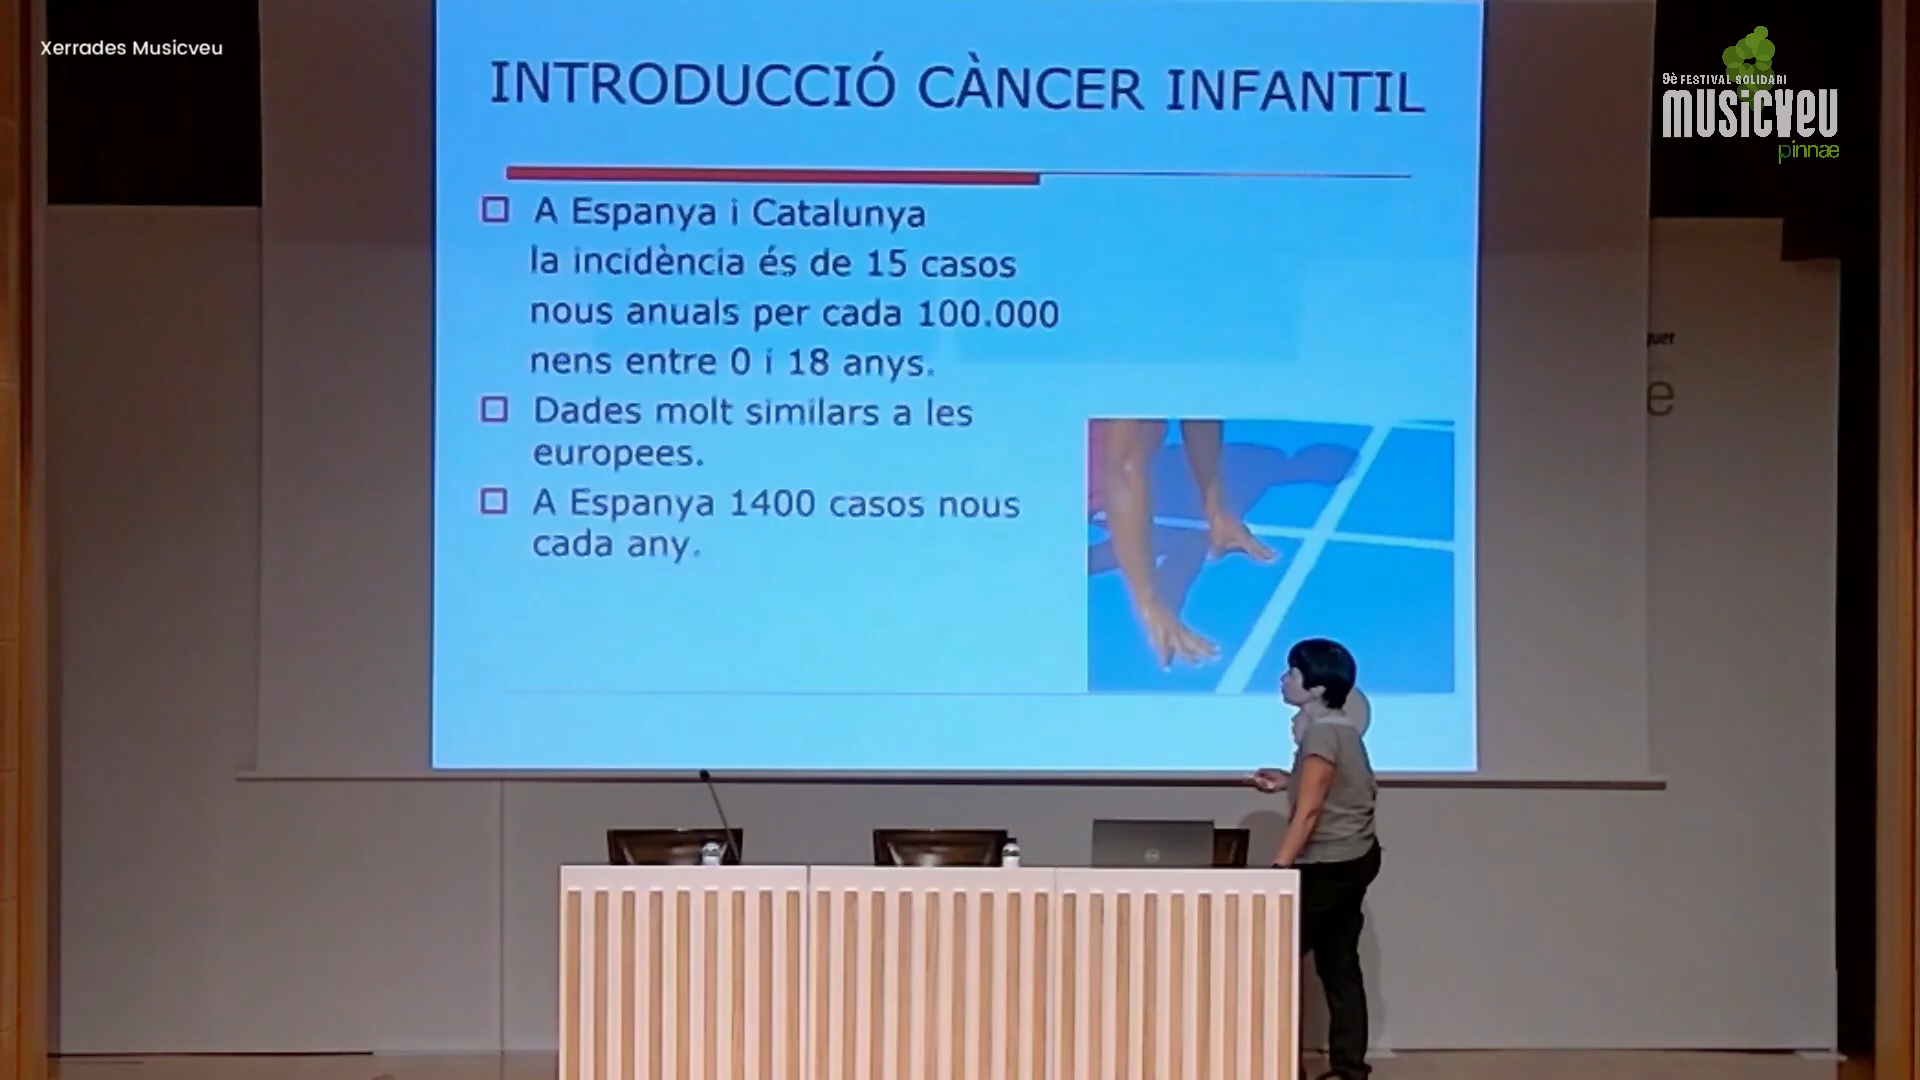 Xerrades Musicveu
9è FESTIVAL SOLIDARI
musicveu
pinnae
INTRODUCCIÓ CÀNCER INFANTIL
A Espanya i Catalunya
la incidència és de 15 casos
nous anuals per cada 100.000
nens entre 0 i 18 anys.
Dades molt similars a les
europees.
A Espanya 1400 casos nous
cada any.